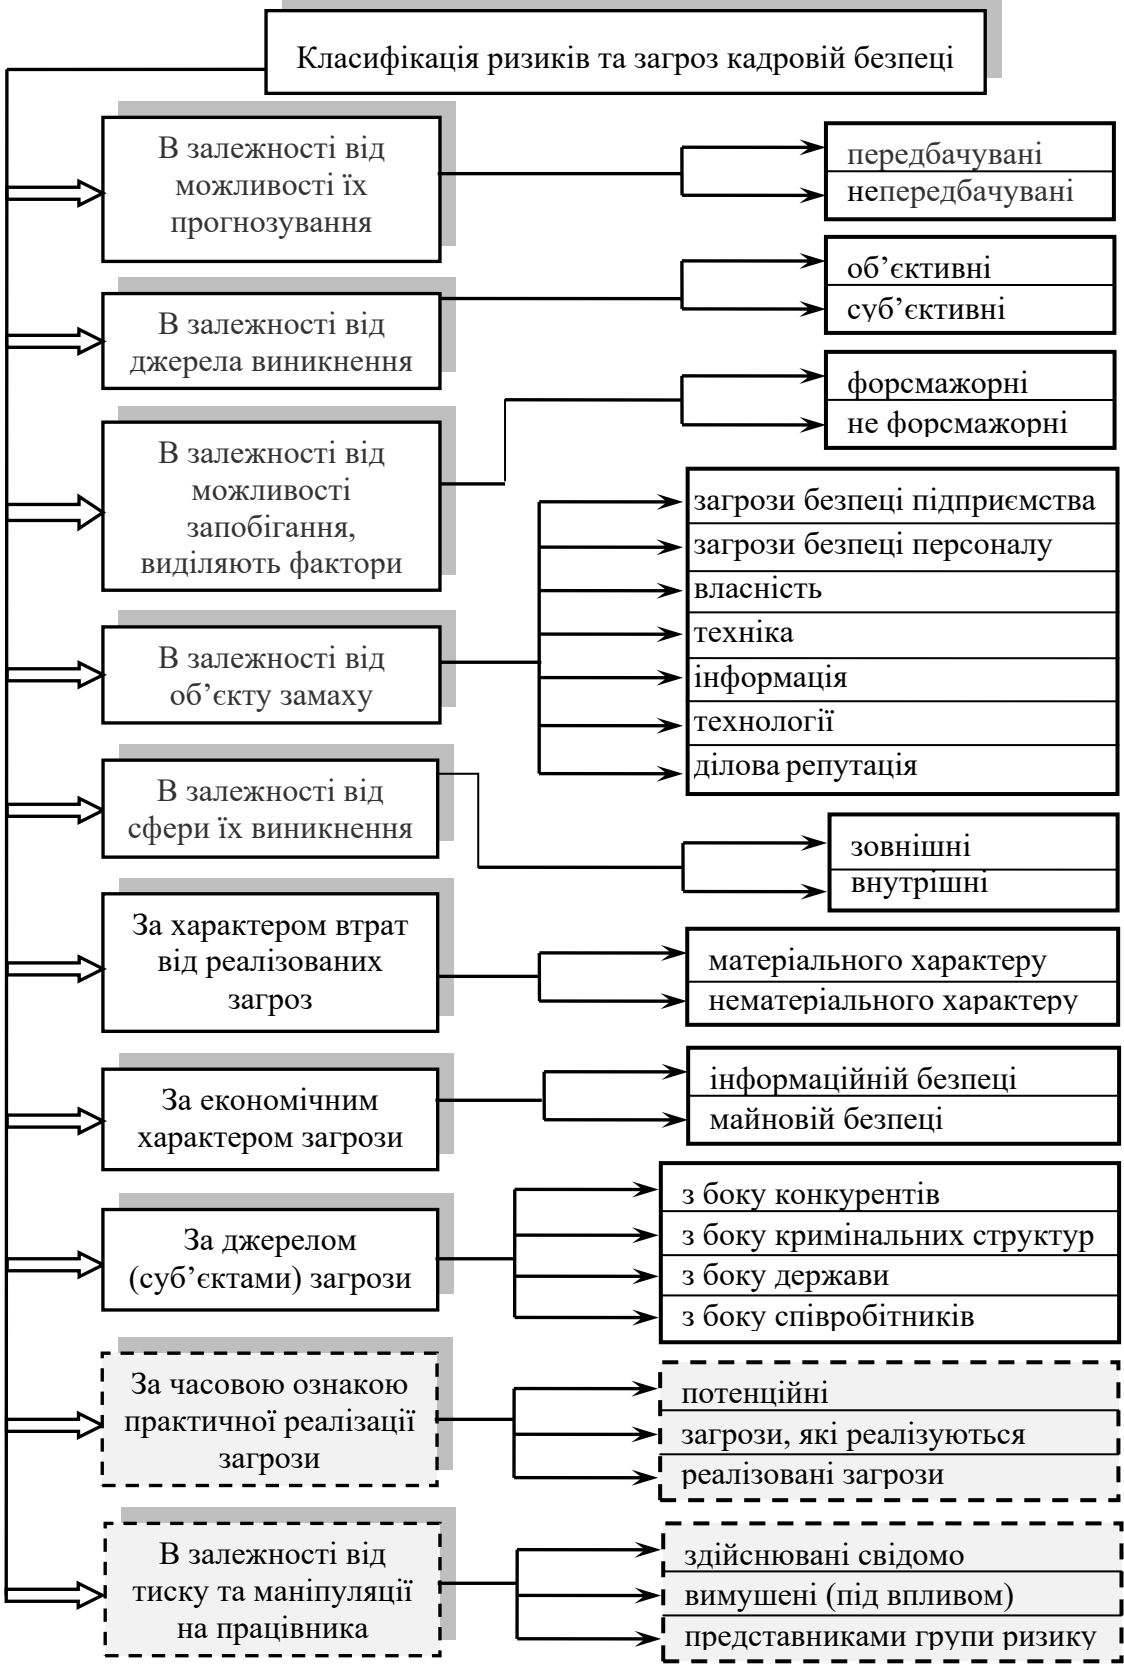 Класифікація ризиків та загроз кадровій безпеці
В залежності від
можливості їх
прогнозування
передбачувані
непередбачувані
В залежності від
джерела виникнення
об’єктивні
суб’єктивні
В залежності від
можливості
запобігання,
виділяють фактори
форсмажорні
не форсмажорні
В залежності від
об’єкту замаху
загрози безпеці підприємства
загрози безпеці персоналу
власність
техніка
інформація
технології
ділова репутація
В залежності від
сфери їх виникнення
зовнішні
внутрішні
За характером втрат
від реалізованих
загроз
матеріального характеру
нематеріального характеру
За економічним
характером загрози
інформаційній безпеці
майновій безпеці
За джерелом
(суб’єктами) загрози
з боку конкурентів
з боку кримінальних структур
з боку держави
з боку співробітників
За часовою ознакою
практичної реалізації
загрози
потенційні
загрози, які реалізуються
реалізовані загрози
В залежності від
тиску та маніпуляції
на працівника
здійснювані свідомо
вимушені (під впливом)
представниками групи ризику